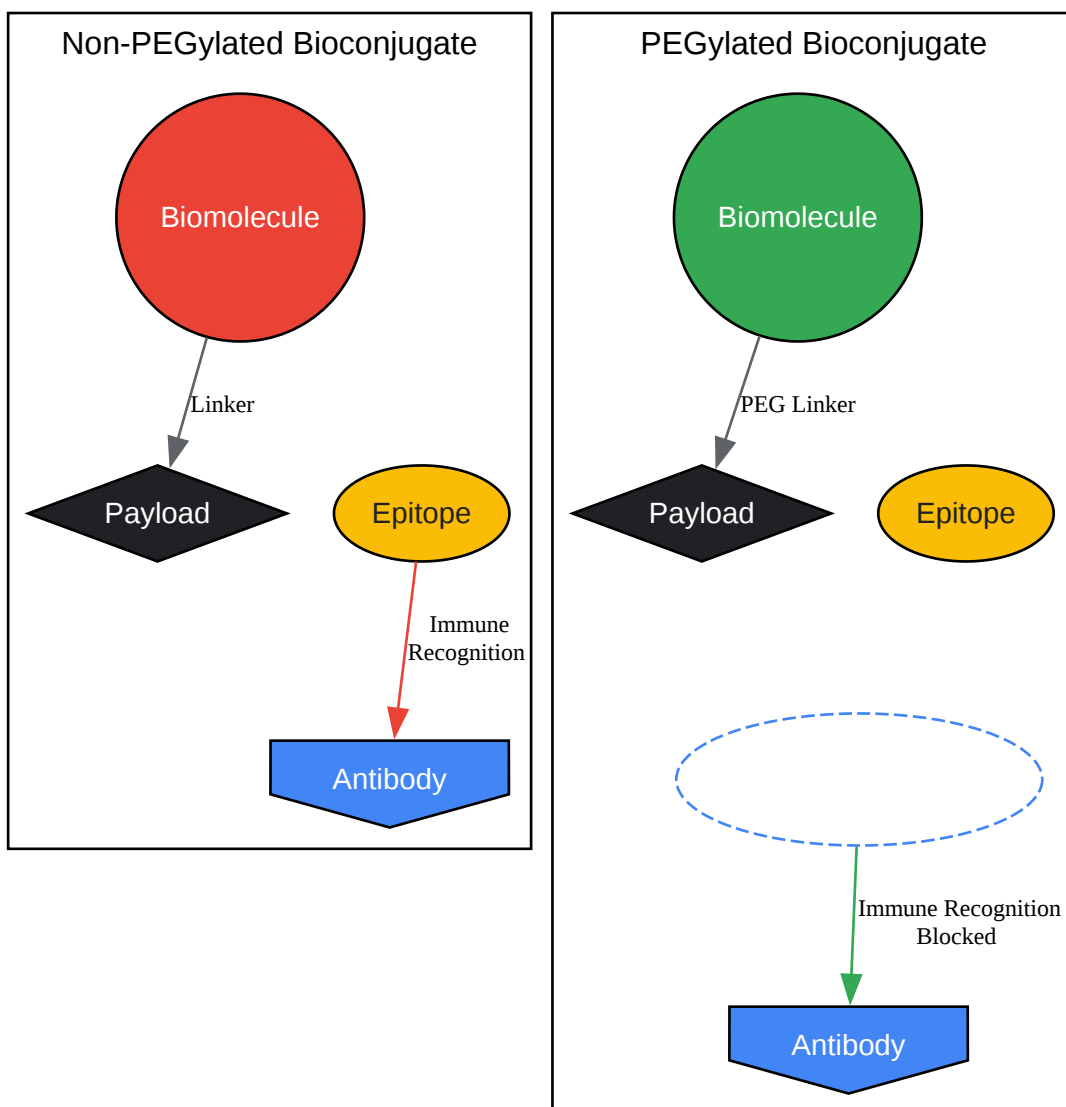 Non-PEGylated Bioconjugate
Biomolecule
Linker
Payload
Epitope
Immune
Recognition
Antibody
PEGylated Bioconjugate
Biomolecule
PEG Linker
Payload
Epitope
Immune Recognition
Blocked
Antibody